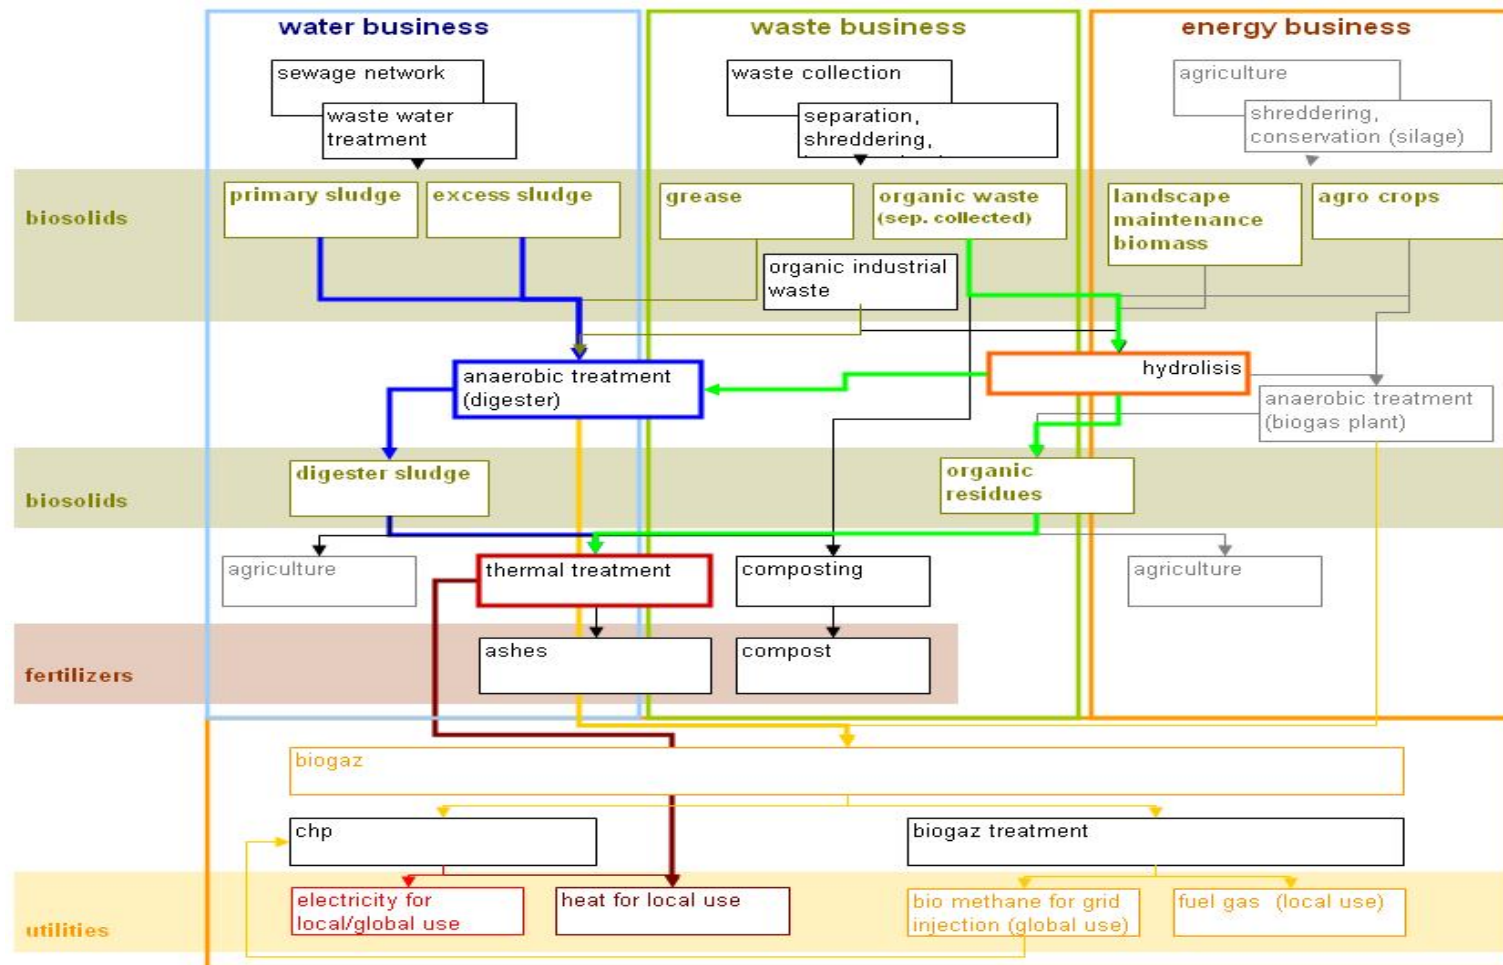 water business
waste business
energy business
sewage network
waste water
treatment
waste collection
separation,
shreddering,
agriculture
shreddering,
conservation (silage)
biosolids
primary sludge
excess sludge
grease
organic waste
(sep. collected)
landscape
maintenance
biomass
agro crops
organic industrial
waste
anaerobic treatment
(digester)
hydrolisis
anaerobic treatment
(biogas plant)
biosolids
digester sludge
organic
residues
agriculture
thermal treatment
composting
agriculture
fertilizers
ashes
compost
biogaz
chp
biogaz treatment
utilities
electricity for
local/global use
heat for local use
bio methane for grid
injection (global use)
fuel gas (local use)